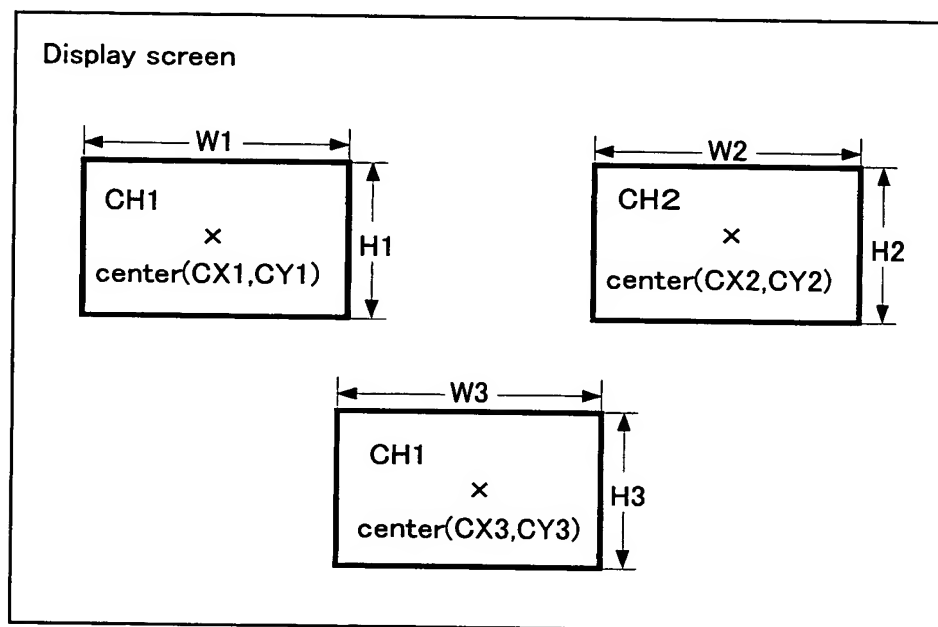 Display screen
W1
W2
CH1
CH2
H1
H2
center(CX1,CY1)
center(CX2,CY2)
W3
CH1
H3
center(CX3,CY3)